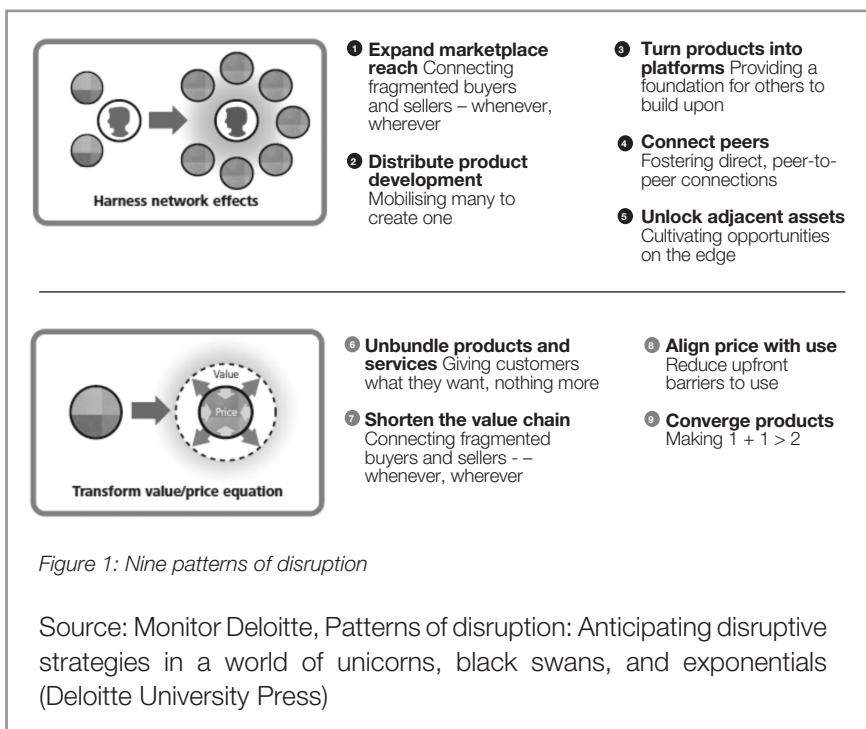 Harness network effects
1 Expand marketplace
reach Connecting
fragmented buyers
and sellers – whenever,
wherever
2 Distribute product
development
Mobilising many to
create one
3 Turn products into
platforms Providing a
foundation for others to
build upon
4 Connect peers
Fostering direct, peer-to-
peer connections
5 Unlock adjacent assets
Cultivating opportunities
on the edge
Value
Price
Transform value/price equation
6 Unbundle products and
services Giving customers
what they want, nothing more
7 Shorten the value chain
Connecting fragmented
buyers and sellers - –
whenever, wherever
8 Align price with use
Reduce upfront
barriers to use
9 Converge products
Making 1 + 1 > 2
Figure 1: Nine patterns of disruption
Source: Monitor Deloitte, Patterns of disruption: Anticipating disruptive
strategies in a world of unicorns, black swans, and exponentials
(Deloitte University Press)